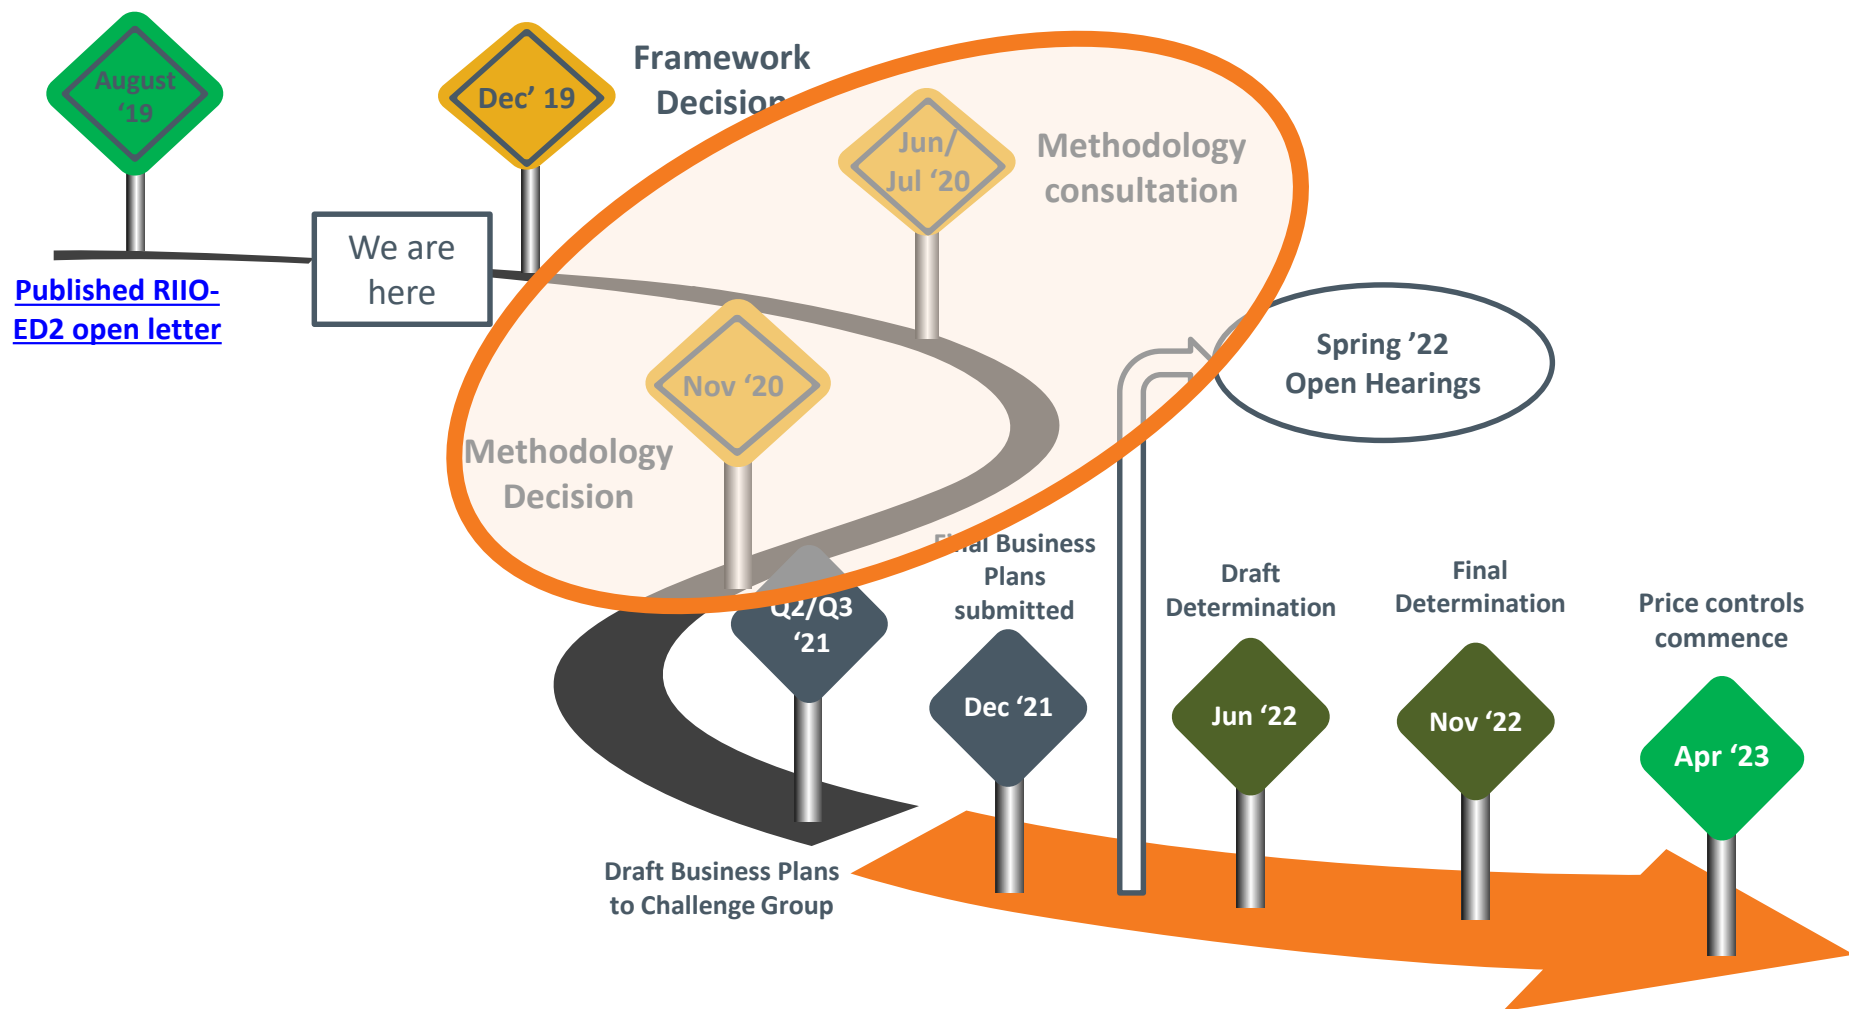 August
‘19
Published RIIO-
ED2 open letter
We are
here
Dec’ 19
Framework
Decision
Jun/
Jul ‘20
Methodology
consultation
Nov ‘20
Methodology
Decision
Q2/Q3
‘21
Draft Business Plans
to Challenge Group
Final Business
Plans
submitted
Dec ‘21
Spring ’22
Open Hearings
Draft
Determination
Jun ‘22
Final
Determination
Nov ‘22
Price controls
commence
Apr ‘23